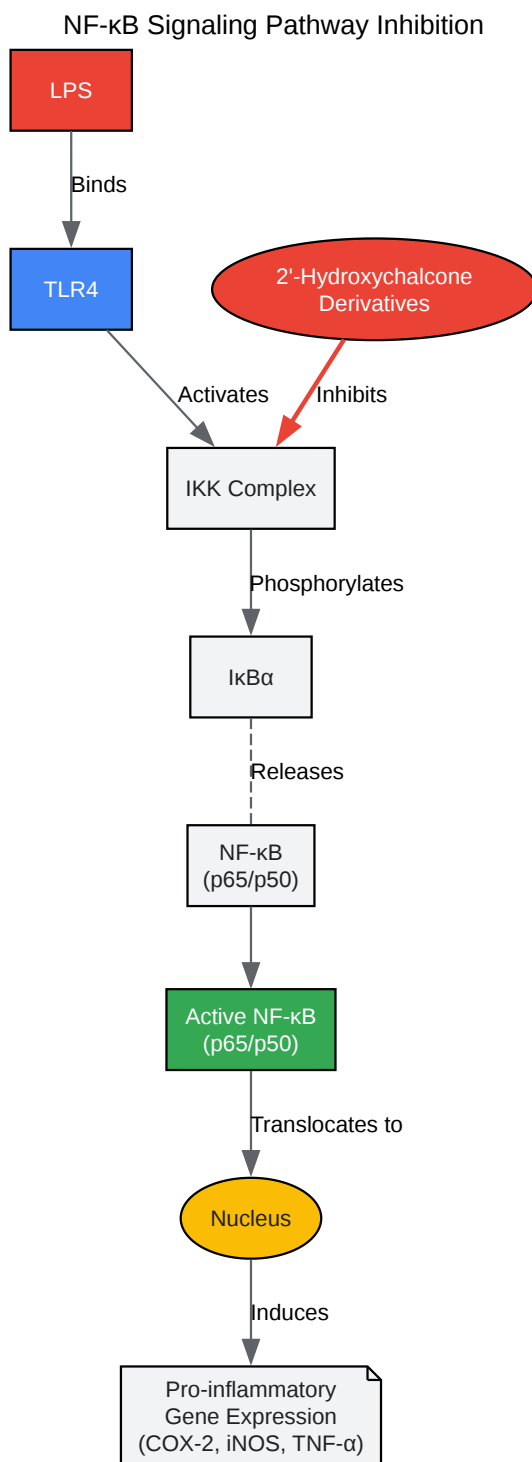 NF-κB Signaling Pathway Inhibition
LPS
Binds
TLR4
2'-Hydroxychalcone
Derivatives
Activates
Inhibits
IKK Complex
Phosphorylates
IκBα
Releases
NF-κB
(p65/p50)
Active NF-κB
(p65/p50)
Translocates to
Nucleus
Induces
Pro-inflammatory
Gene Expression
(COX-2, iNOS, TNF-α)